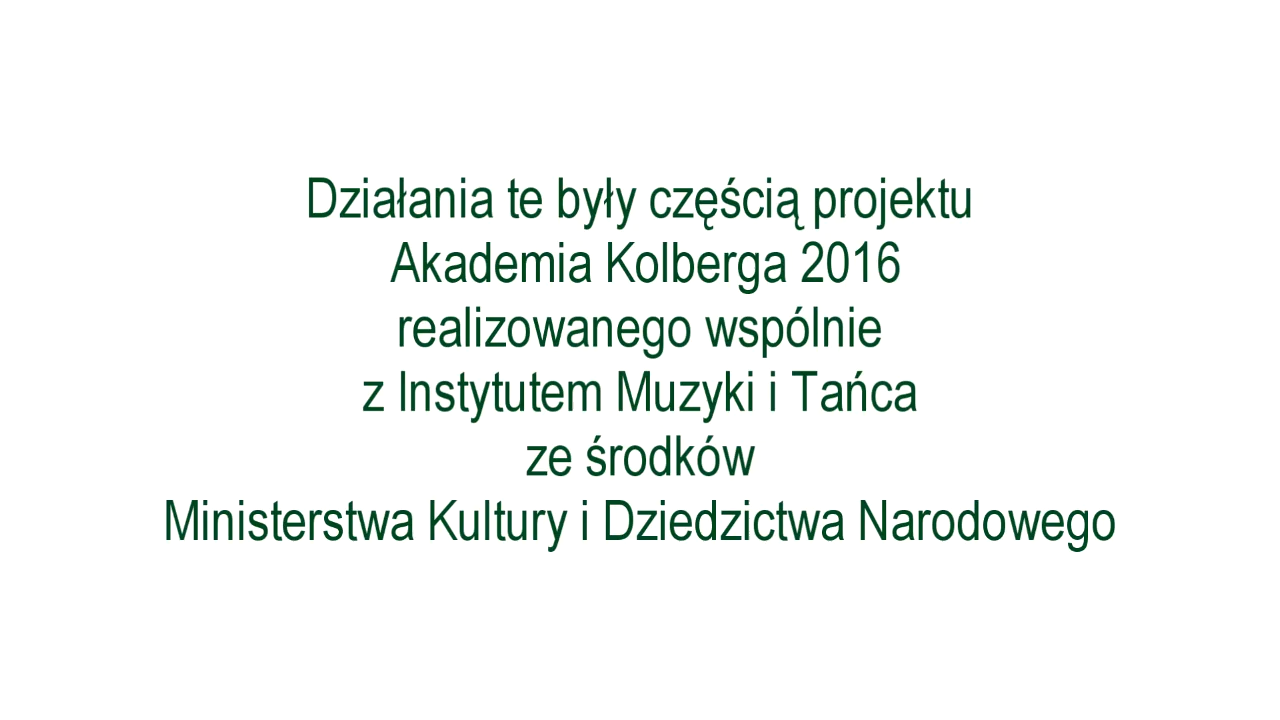 Działania te były częścią projektu
Akademia Kolberga 2016
realizowanego wspólnie
z Instytutem Muzyki i Tańca
ze środków
Ministerstwa Kultury i Dziedzictwa Narodowego